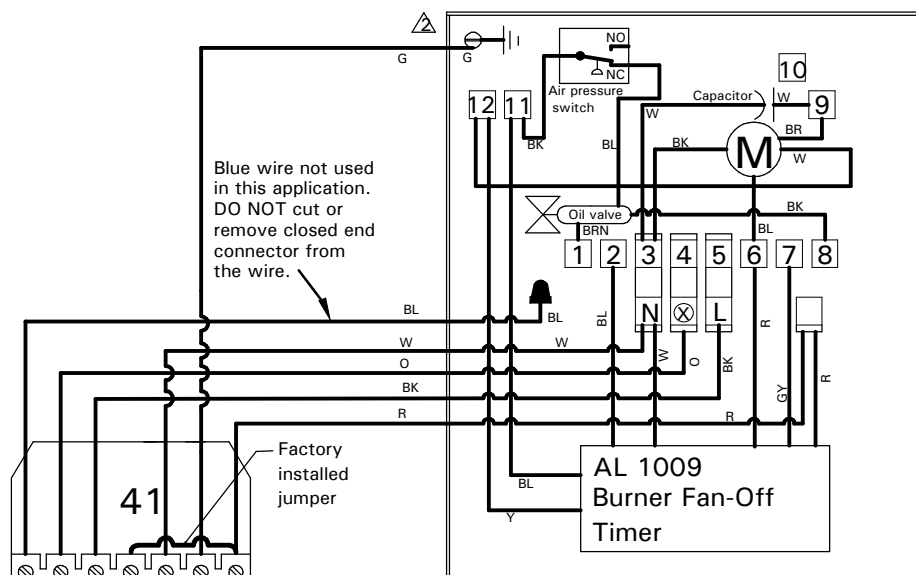 2
G
G
I
NO
NC
Air pressure
switch
10
Capacitor
W
9
12
11
W
BR
BK
BL
BK
M
W
Blue wire not used
in this application.
DO NOT cut or
remove closed end
connector from
the wire.
Oil valve
BK
BRN
BL
1
2
3
4
5
6
7
8
BL
BL
BL
N
X
L
R
W
W
W
O
BK
GY
R
O
BK
R
R
Factory
installed
jumper
41
BL
Y
AL 1009
Burner Fan-Off
Timer